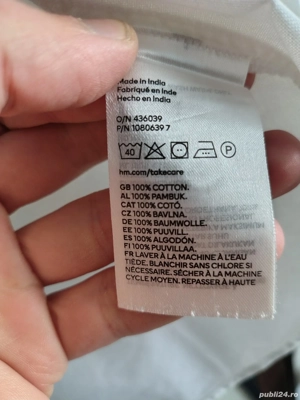 Made in India
Fabriqué en Inde
Hecho en India
O/N 436039
P/N 1080639 7
40
P
hm.com/takecare
GB 100% COTTON.
AL 100% PAMBUK.
CAT 100% COTÓ.
CZ 100% BAVLNA.
DE 100% BAUMWOLLE.
EE 100% PUUVILL.
ES 100% ALGODÓN.
FI 100% PUUVILLAA.
FR LAVER À LA MACHINE À L'EAU
TIÈDE. BLANCHIR SANS CHLORE SI
NÉCESSAIRE. SÉCHER À LA MACHINE
CYCLE MOYEN. REPASSER À HAUTE
publi24.ro